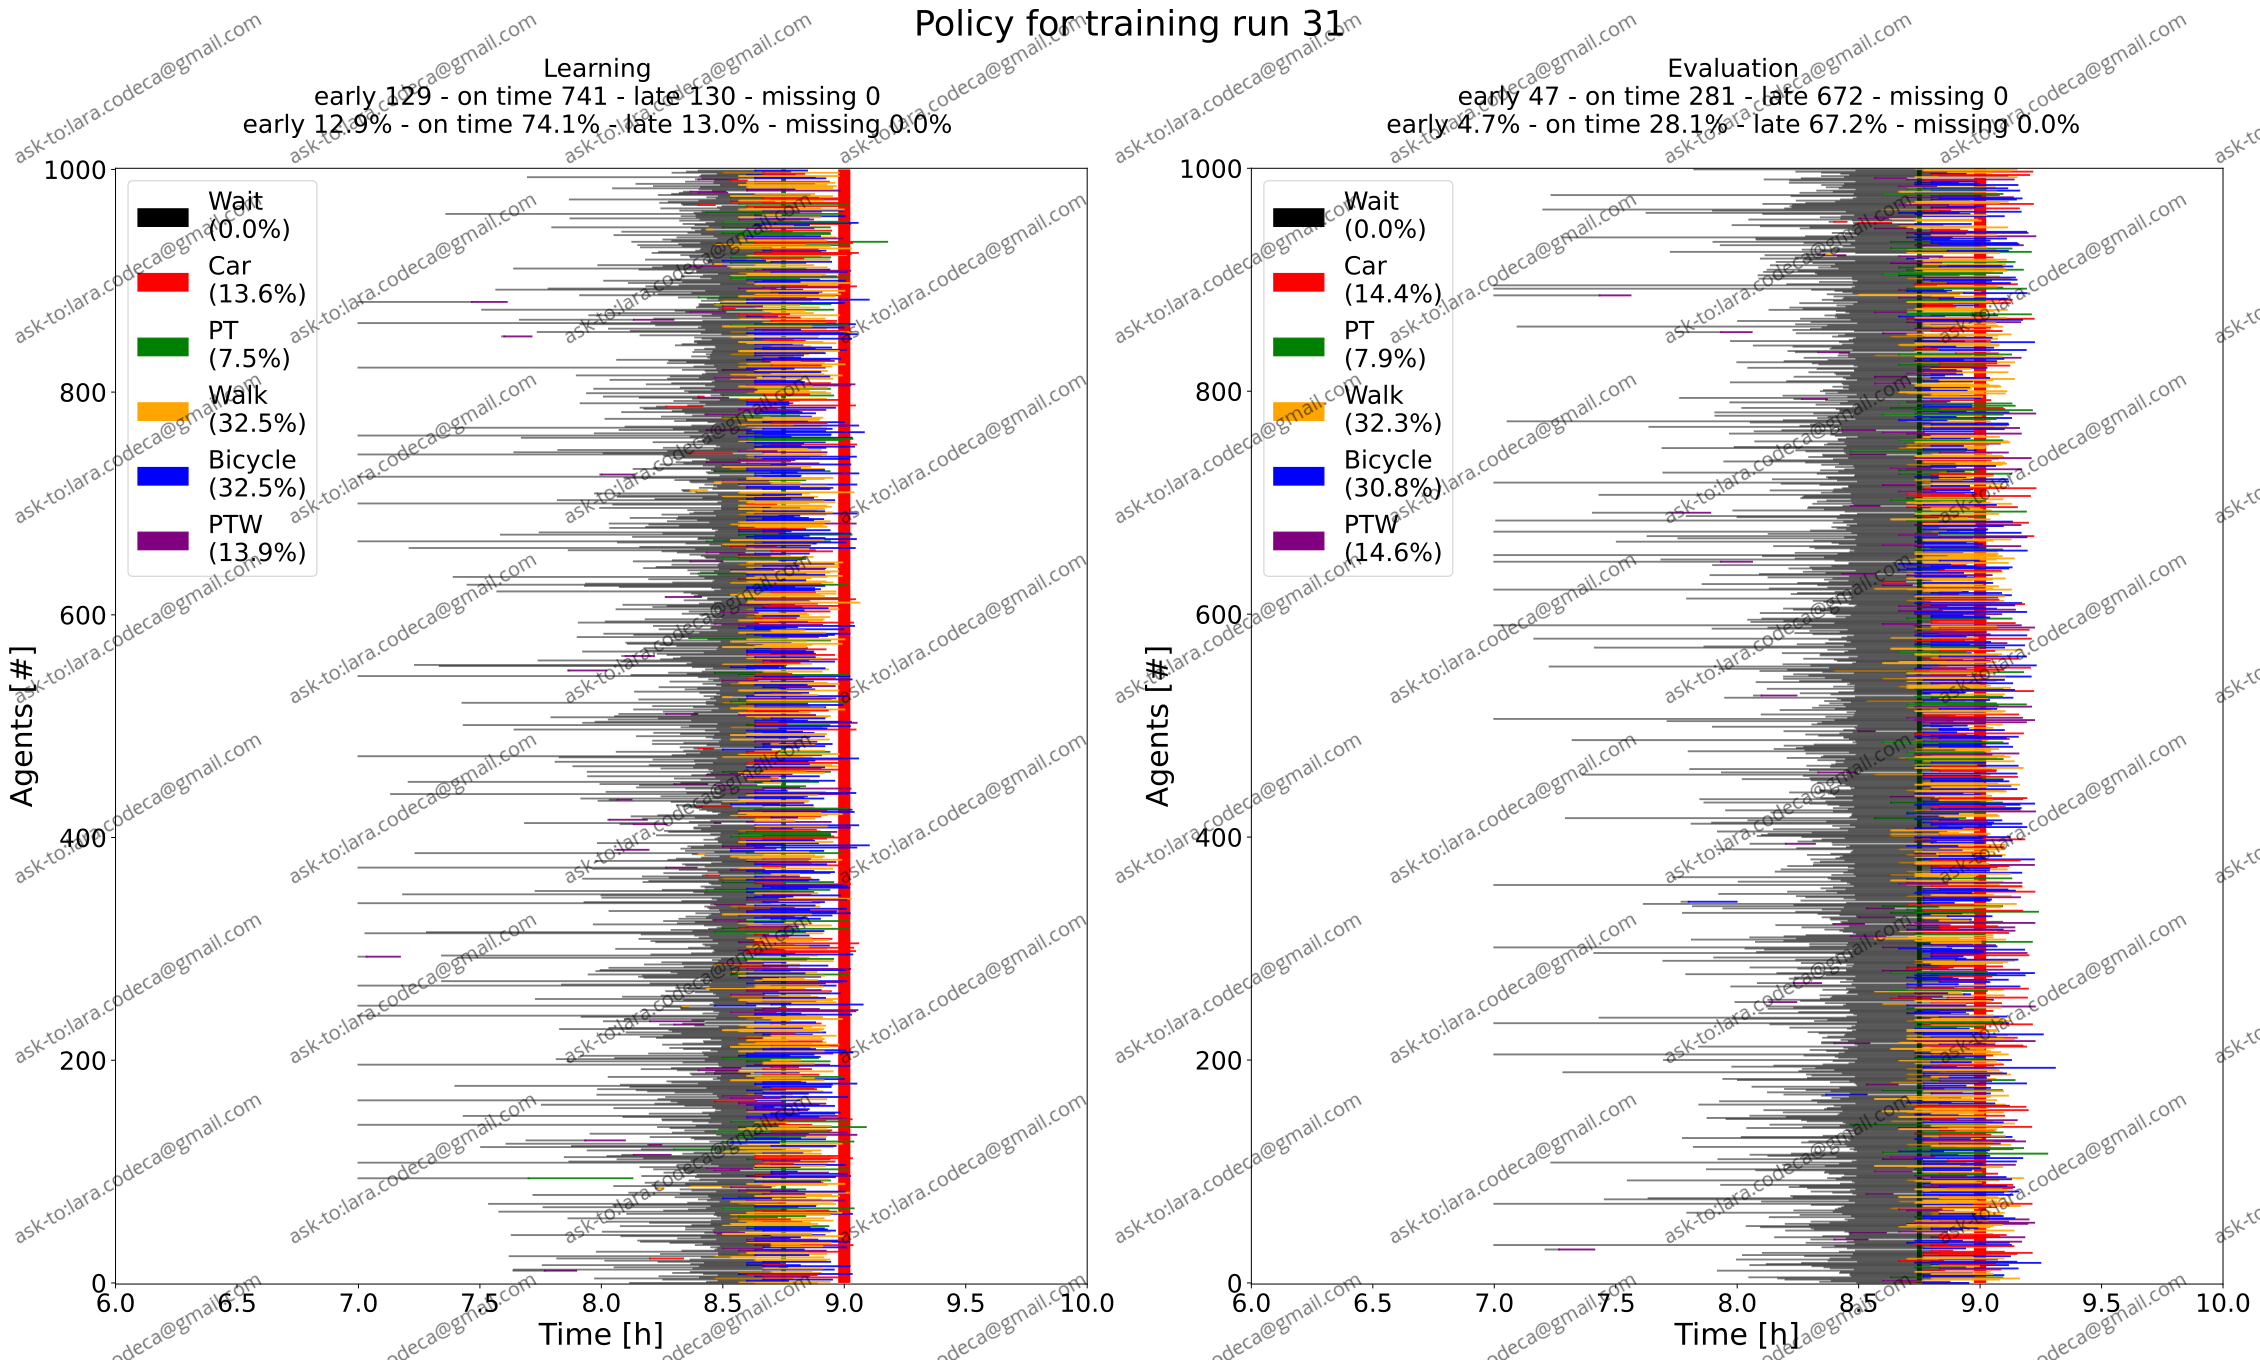 Policy for training run 31
Learning
early 129 - on time 741 - late 130 - missing 0
early 12.9% - on time 74.1% - late 13.0% - missing 0.0%
1000
800
600
400
200
0
Agents [#]
Wait
(0.0%)
Car
(13.6%)
PT
(7.5%)
Walk
(32.5%)
Bicycle
(32.5%)
PTW
(13.9%)
6.0 6.5 7.0 7.5 8.0 8.5 9.0 9.5 10.0
Time [h]
Evaluation
early 47 - on time 281 - late 672 - missing 0
early 4.7% - on time 28.1% - late 67.2% - missing 0.0%
1000
800
600
400
200
0
Agents [#]
Wait
(0.0%)
Car
(14.4%)
PT
(7.9%)
Walk
(32.3%)
Bicycle
(30.8%)
PTW
(14.6%)
6.0 6.5 7.0 7.5 8.0 8.5 9.0 9.5 10.0
Time [h]
ask-to:lara.codeca@gmail.com